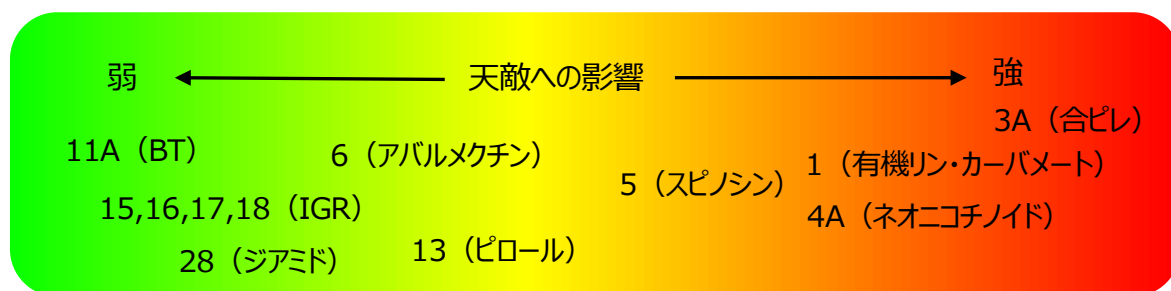 弱 天敵への影響 強
3A（合ピレ）
11A（BT） 6（アバルメクチン） 1（有機リン・カーバメート）
5（スピノシン）
15,16,17,18（IGR） 4A（ネオニコチノイド）
28（ジアミド） 13（ピロール）